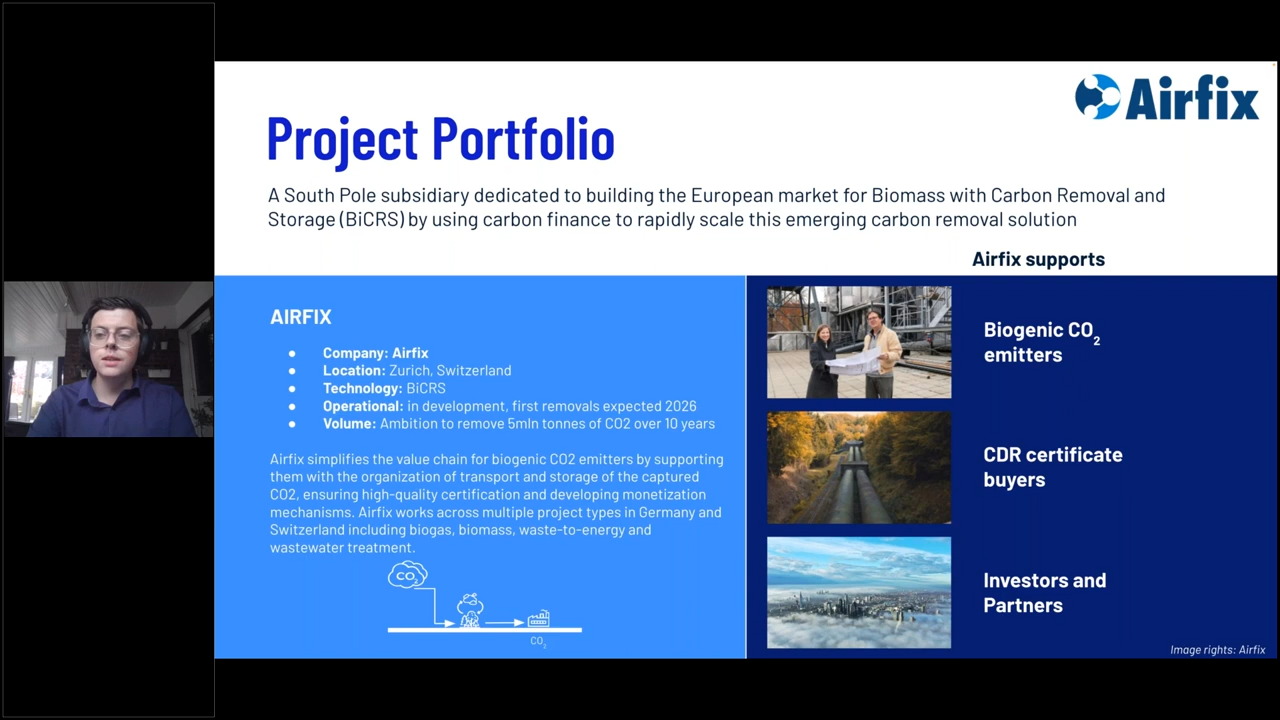 Airfix
Project Portfolio
A South Pole subsidiary dedicated to building the European market for Biomass with Carbon Removal and
Storage (BiCRS) by using carbon finance to rapidly scale this emerging carbon removal solution
Airfix supports
AIRFIX
● Company: Airfix
● Location: Zurich, Switzerland
● Technology: BiCRS
● Operational: in development, first removals expected 2026
● Volume: Ambition to remove 5mln tonnes of CO2 over 10 years
Airfix simplifies the value chain for biogenic CO2 emitters by supporting
them with the organization of transport and storage of the captured
CO2, ensuring high-quality certification and developing monetization
mechanisms. Airfix works across multiple project types in Germany and
Switzerland including biogas, biomass, waste-to-energy and
wastewater treatment.
CO₂
CO₂
Biogenic CO₂
emitters
CDR certificate
buyers
Investors and
Partners
Image rights: Airfix